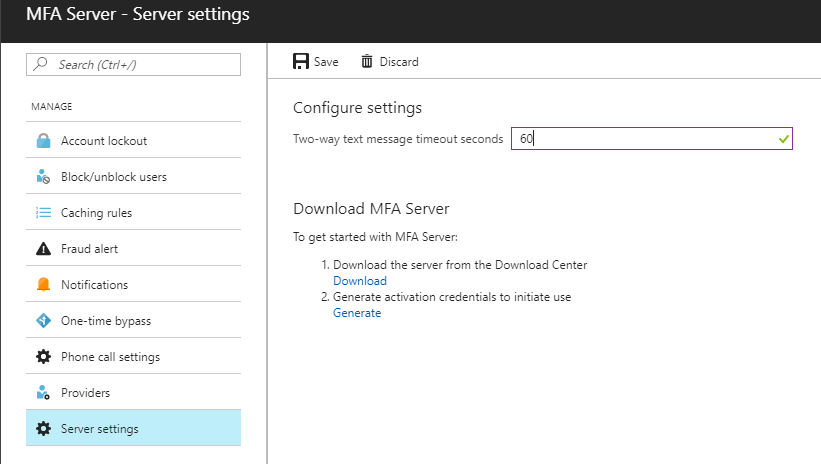 MFA Server - Server settings
Search (Ctrl+/)
MANAGE
Account lockout
Block/unblock users
Caching rules
Fraud alert
Notifications
One-time bypass
Phone call settings
Providers
Server settings
Save
Discard
Configure settings
Two-way text message timeout seconds
60
Download MFA Server
To get started with MFA Server:
1. Download the server from the Download Center
Download
2. Generate activation credentials to initiate use
Generate